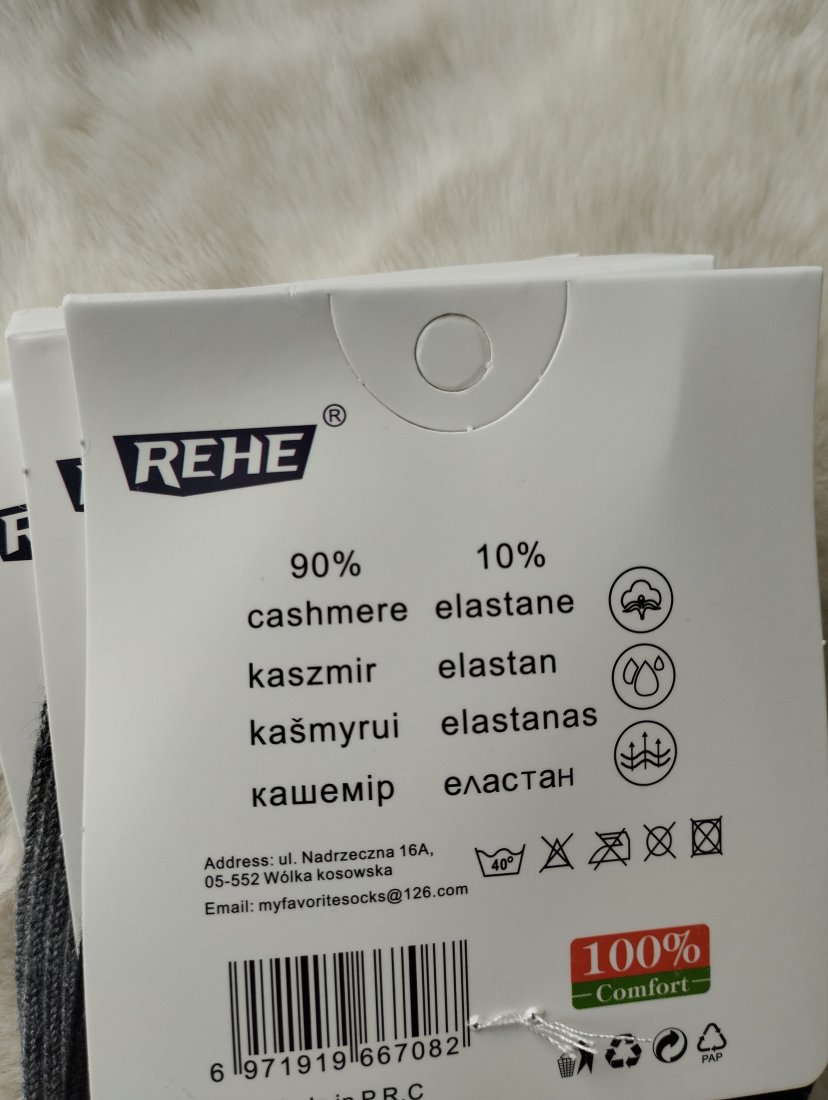 REHE®
90% 10%
cashmere elastane
kaszmir elastan
kašmyrui elastanas
кашемір еластан
Address: ul. Nadrzeczna 16A,
05-552 Wólka kosowska
Email: myfavoritesocks@126.com
40°
100%
Comfort
6 971919 667082
PAP
in P.R.C